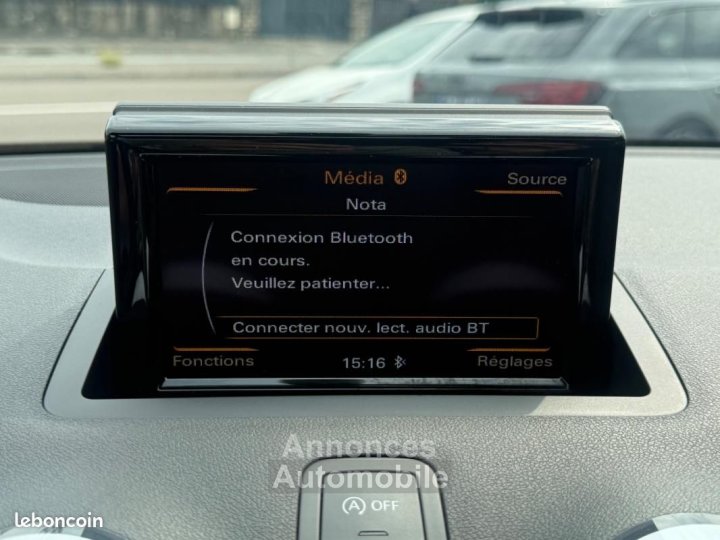 Média
Source
Nota
Connexion Bluetooth
en cours.
Veuillez patienter...
Connecter nouv. lect. audio BT
Fonctions
15:16
Réglages
Annonces
Automobile
A OFF
leboncoin